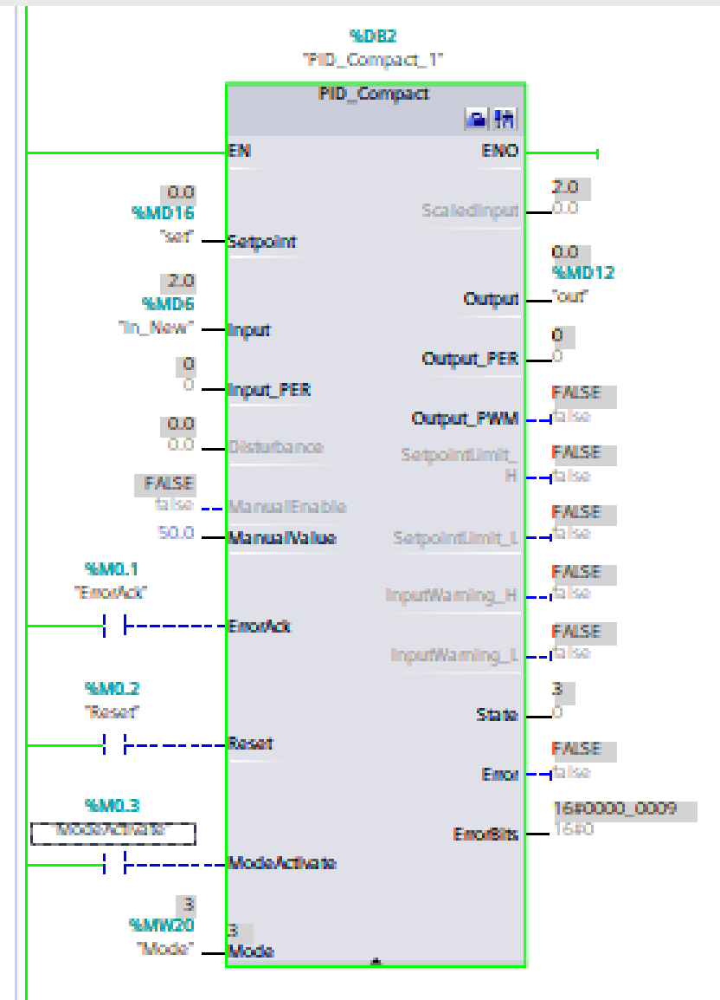 %DB2
"PID_Compact_1"
PID_Compact
EN
ENO
0.0
%MD16
"set"
Setpoint
2.0
%MD6
"In_New"
Input
0
0
Input_PER
0.0
0.0
Disturbance
FALSE
false
ManualEnable
50.0
ManualValue
%M0.1
"ErrorAck"
ErrorAck
%M0.2
"Reset"
Reset
%M0.3
"ModeActivate"
ModeActivate
3
%MW20
"Mode"
3
Mode
2.0
ScaledInput
0.0
0.0
%MD12
Output
"out"
0
Output_PER
0
FALSE
Output_PWM
false
FALSE
SetpointLimit_
H
false
FALSE
SetpointLimit_L
false
FALSE
InputWarning_H
false
FALSE
InputWarning_L
false
3
State
0
FALSE
Error
false
16#0000_0009
ErrorBits
16#0